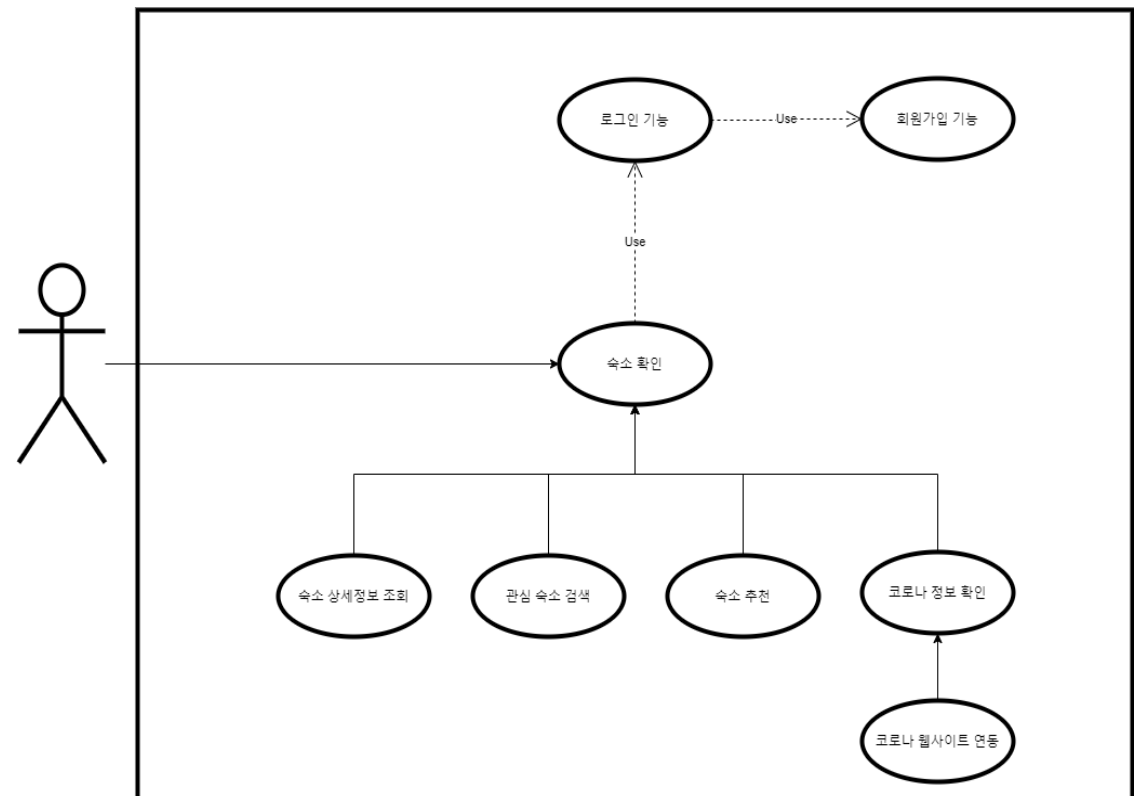 로그인 기능
Use
회원가입 기능
Use
숙소 확인
숙소 상세정보 조회
관심 숙소 검색
숙소 추천
코로나 정보 확인
코로나 웹사이트 연동